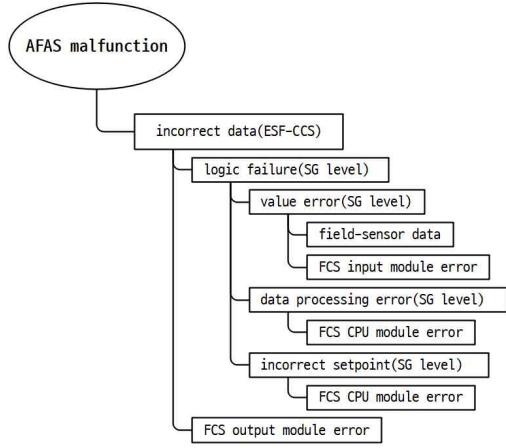 AFAS malfunction
incorrect data(ESF-CCS)
logic failure(SG level)
value error(SG level)
field-sensor data
FCS input module error
data processing error(SG level)
FCS CPU module error
incorrect setpoint(SG level)
FCS CPU module error
FCS output module error